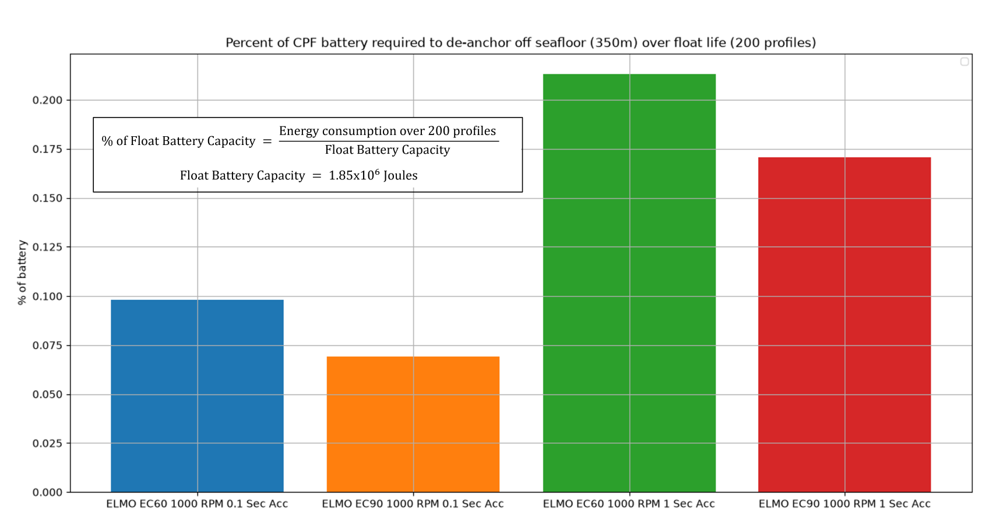 Percent of CPF battery required to de-anchor off seafloor (350m) over float life (200 profiles)
0.200
% of Float Battery Capacity = Energy consumption over 200 profiles
Float Battery Capacity
0.175
Float Battery Capacity = 1.85x10⁶ Joules
0.150
0.125
% of battery
0.100
0.075
0.050
0.025
0.000
ELMO EC60 1000 RPM 0.1 Sec Acc ELMO EC90 1000 RPM 0.1 Sec Acc ELMO EC60 1000 RPM 1 Sec Acc ELMO EC90 1000 RPM 1 Sec Acc